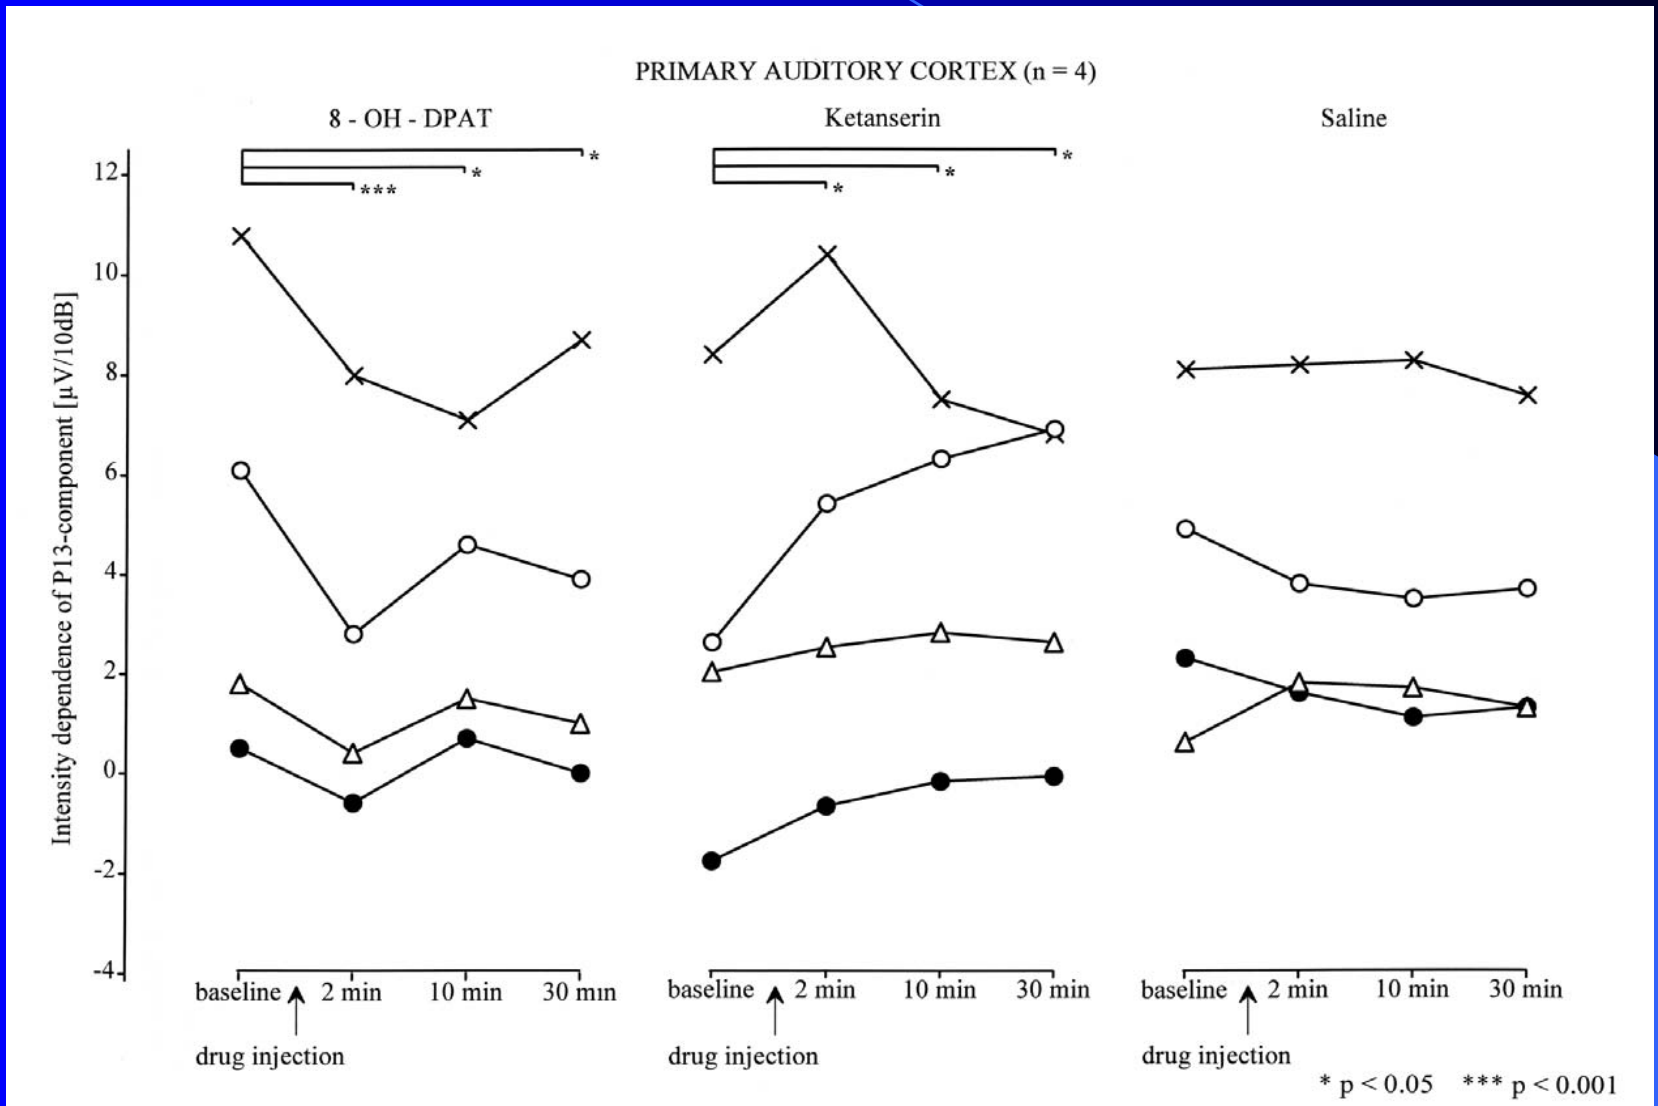 PRIMARY AUDITORY CORTEX (n = 4)
8 - OH - DPAT
Ketanserin
Saline
Intensity dependence of P13-component [µV/10dB]
12
10
8
6
4
2
0
-2
-4
*
*
***
*
*
*
baseline 2 min 10 min 30 min
drug injection
baseline 2 min 10 min 30 min
drug injection
baseline 2 min 10 min 30 min
drug injection
* p < 0.05 *** p < 0.001